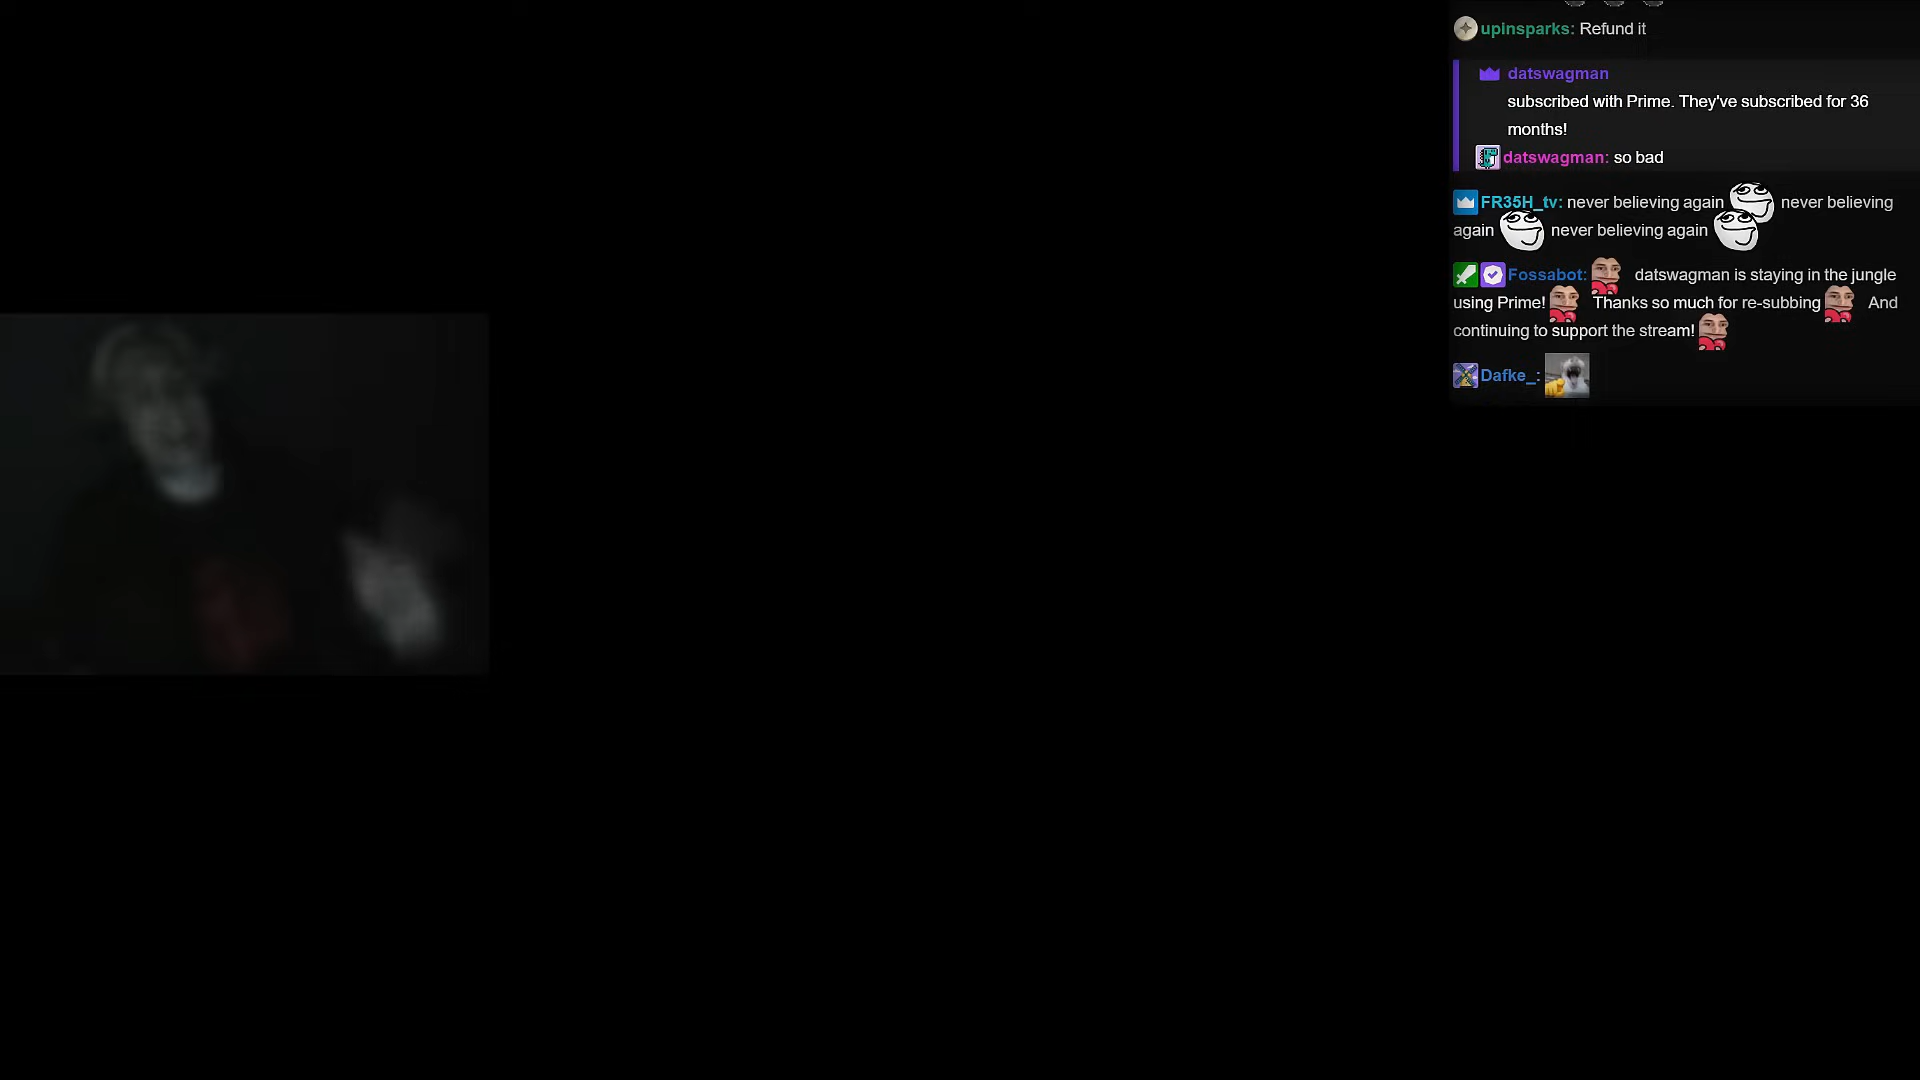 upinsparks: Refund it
datswagman
subscribed with Prime. They've subscribed for 36
months!
datswagman: so bad
FR35H_tv: never believing again never believing
again never believing again
Fossabot: datswagman is staying in the jungle
using Prime! Thanks so much for re-subbing And
continuing to support the stream!
Dafke_: